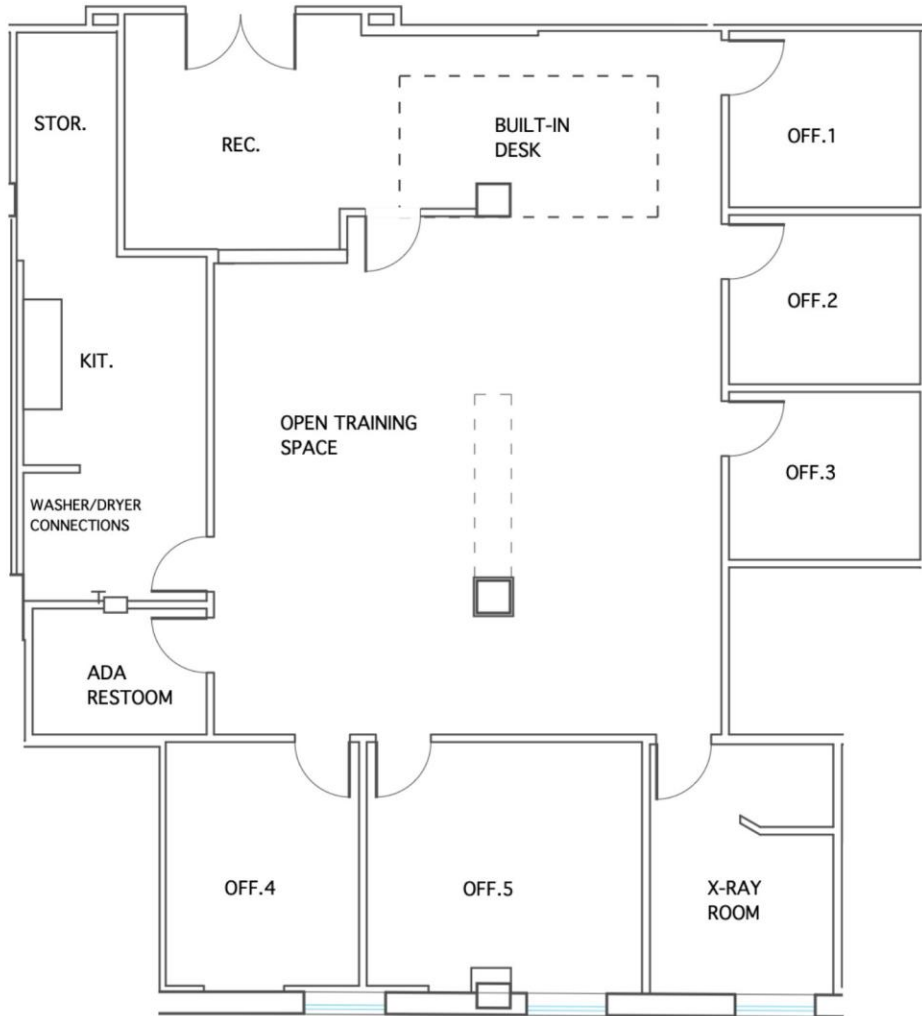 STOR.
REC.
BUILT-IN
DESK
OFF.1
OFF.2
KIT.
OPEN TRAINING
SPACE
OFF.3
WASHER/DRYER
CONNECTIONS
ADA
RESTOOM
OFF.4
OFF.5
X-RAY
ROOM